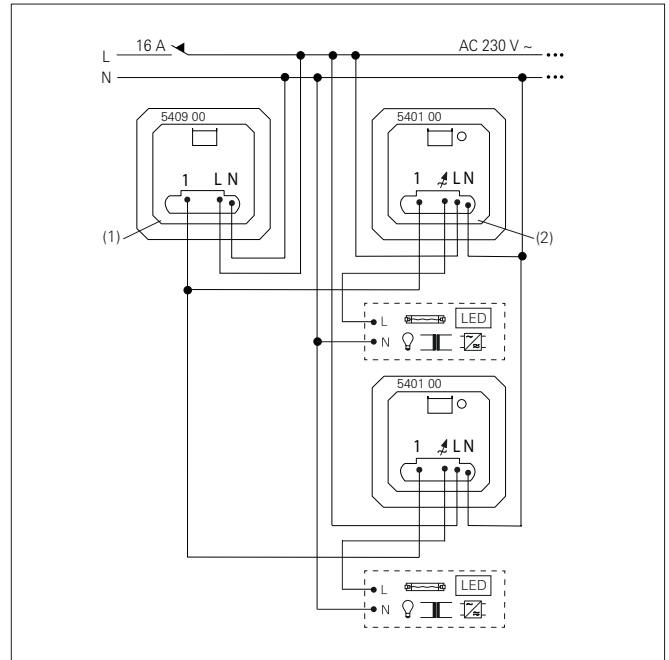 L 16 A AC 230 V ~ •••
N •••
5409 00
1 L N
(1)
5401 00
1 L N
(2)
L LED
N
5401 00
1 L N
L LED
N